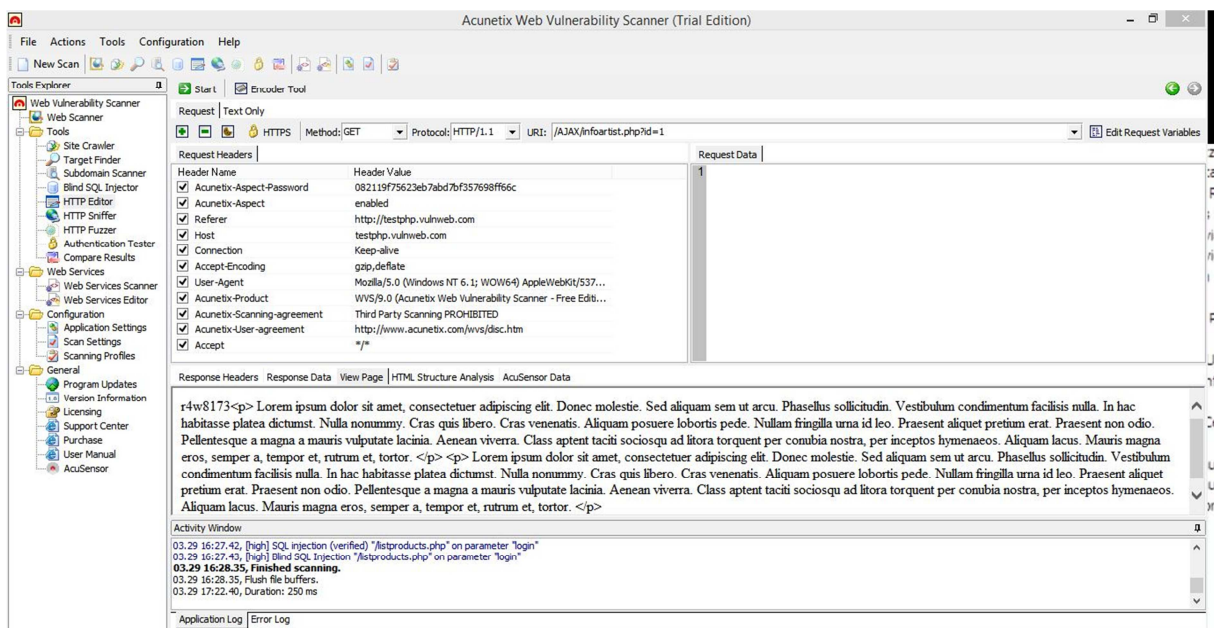 Acunetix Web Vulnerability Scanner (Trial Edition)
File Actions Tools Configuration Help
New Scan
Tools Explorer
Web Vulnerability Scanner
Web Scanner
Tools
Site Crawler
Target Finder
Subdomain Scanner
Blind SQL Injector
HTTP Editor
HTTP Sniffer
HTTP Fuzzer
Authentication Tester
Compare Results
Web Services
Web Services Scanner
Web Services Editor
Configuration
Application Settings
Scan Settings
Scanning Profiles
General
Program Updates
Version Information
Licensing
Support Center
Purchase
User Manual
AcuSensor
Start Encoder Tool
Request Text Only
HTTPS Method: GET Protocol: HTTP/1.1 URI: /AJAX/infoartist.php?id=1 Edit Request Variables
Request Headers
Header Name Header Value
Acunetix-Aspect-Password 082119f75623eb7abd7bf357698ff66c
Acunetix-Aspect enabled
Referer http://testphp.vulnweb.com
Host testphp.vulnweb.com
Connection Keep-alive
Accept-Encoding gzip,deflate
User-Agent Mozilla/5.0 (Windows NT 6.1; WOW64) AppleWebKit/537...
Acunetix-Product WVS/9.0 (Acunetix Web Vulnerability Scanner - Free Editi...
Acunetix-Scanning-agreement Third Party Scanning PROHIBITED
Acunetix-User-agreement http://www.acunetix.com/wvs/disc.htm
Accept */*
Request Data
1
Response Headers Response Data View Page HTML Structure Analysis AcuSensor Data
r4w8173<p> Lorem ipsum dolor sit amet, consectetuer adipiscing elit. Donec molestie. Sed aliquam sem ut arcu. Phasellus sollicitudin. Vestibulum condimentum facilisis nulla. In hac
habitasse platea dictumst. Nulla nonummy. Cras quis libero. Cras venenatis. Aliquam posuere lobortis pede. Nullam fringilla urna id leo. Praesent aliquet pretium erat. Praesent non odio.
Pellentesque a magna a mauris vulputate lacinia. Aenean viverra. Class aptent taciti sociosqu ad litora torquent per conubia nostra, per inceptos hymenaeos. Aliquam lacus. Mauris magna
eros, semper a, tempor et, rutrum et, tortor. </p> <p> Lorem ipsum dolor sit amet, consectetuer adipiscing elit. Donec molestie. Sed aliquam sem ut arcu. Phasellus sollicitudin. Vestibulum
condimentum facilisis nulla. In hac habitasse platea dictumst. Nulla nonummy. Cras quis libero. Cras venenatis. Aliquam posuere lobortis pede. Nullam fringilla urna id leo. Praesent aliquet
pretium erat. Praesent non odio. Pellentesque a magna a mauris vulputate lacinia. Aenean viverra. Class aptent taciti sociosqu ad litora torquent per conubia nostra, per inceptos hymenaeos.
Aliquam lacus. Mauris magna eros, semper a, tempor et, rutrum et, tortor. </p>
Activity Window
03.29 16:27.42, [high] SQL injection (verified) "/listproducts.php" on parameter "login"
03.29 16:27.43, [high] Blind SQL Injection "/listproducts.php" on parameter "login"
03.29 16:28.35, Finished scanning.
03.29 16:28.35, Flush file buffers.
03.29 17:22.40, Duration: 250 ms
Application Log Error Log